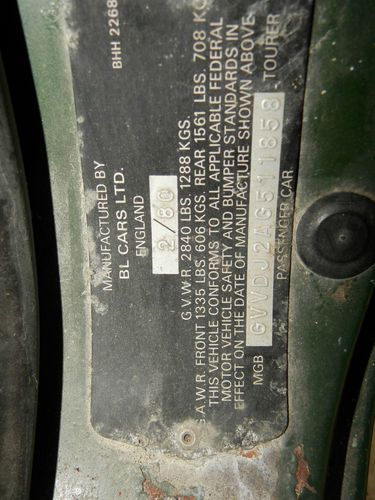 BHH 2268
MANUFACTURED BY
BL CARS LTD.
ENGLAND
2/80
G.V.W.R. 2840 LBS. 1288 KGS.
G.A.W.R. FRONT 1335 LBS. 606 KGS. REAR 1561 LBS. 708 KG
THIS VEHICLE CONFORMS TO ALL APPLICABLE FEDERAL
MOTOR VEHICLE SAFETY AND BUMPER STANDARDS IN
EFFECT ON THE DATE OF MANUFACTURE SHOWN ABOVE
GVVDJ2AG511858
MGB PASSENGER CAR. TOURER